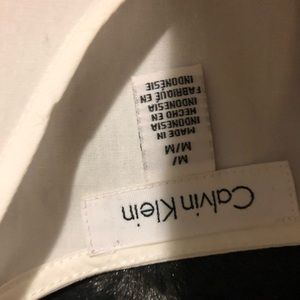 Calvin Klein
M/
M/M
MADE IN
INDONESIA
HECHO EN
INDONESIA
FABRIQUÉ EN
INDONÉSIE